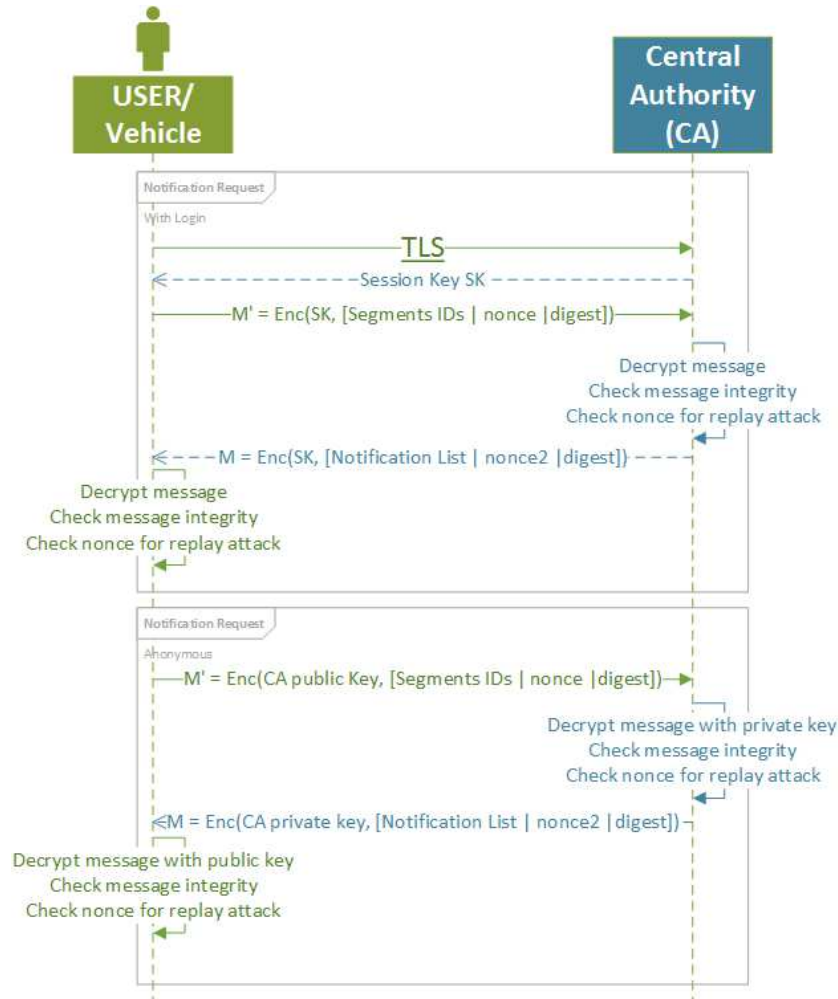 USER/
Vehicle
Central
Authority
(CA)
Notification Request
With Login
TLS
Session Key SK
M' = Enc(SK, [Segments IDs | nonce |digest])
Decrypt message
Check message integrity
Check nonce for replay attack
M = Enc(SK, [Notification List | nonce2 |digest])
Decrypt message
Check message integrity
Check nonce for replay attack
Notification Request
Anonymous
M' = Enc(CA public Key, [Segments IDs | nonce |digest])
Decrypt message with private key
Check message integrity
Check nonce for replay attack
M = Enc(CA private key, [Notification List | nonce2 |digest])
Decrypt message with public key
Check message integrity
Check nonce for replay attack